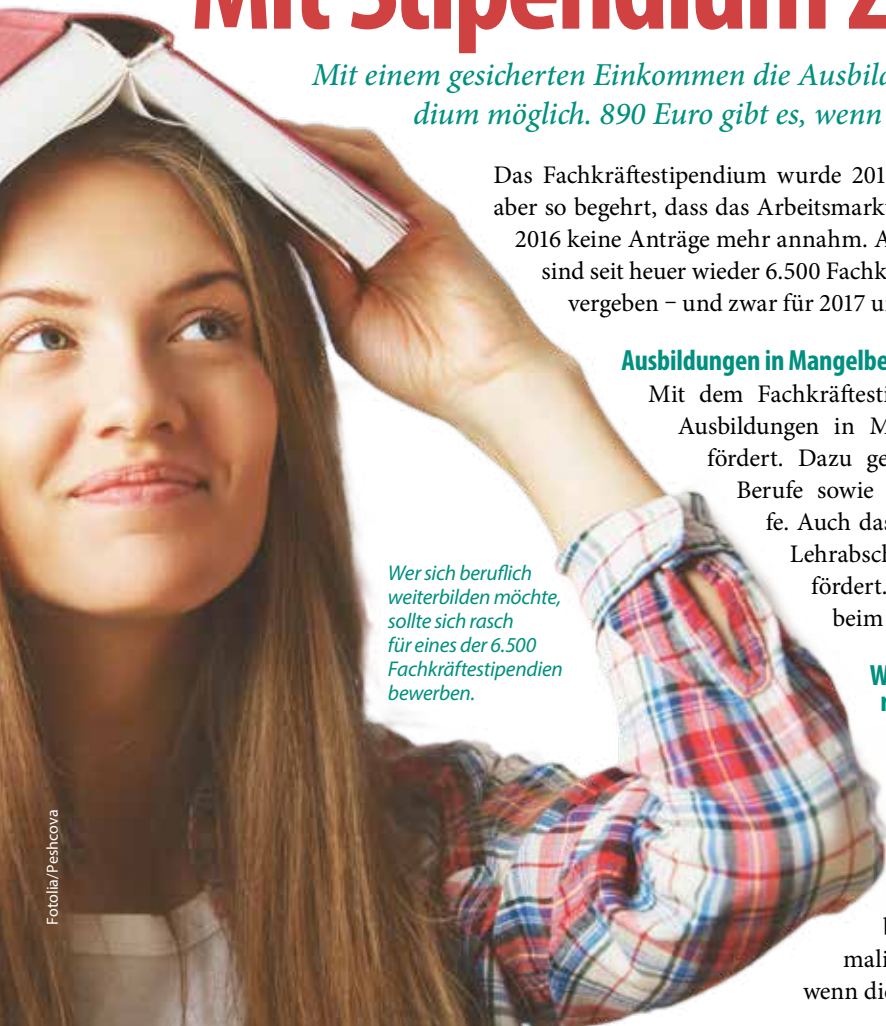 Mit Stipendium z
Mit einem gesicherten Einkommen die Ausbild
dium möglich. 890 Euro gibt es, wenn
Das Fachkräftestipendium wurde 201
aber so begehrt, dass das Arbeitsmark
2016 keine Anträge mehr annahm. A
sind seit heuer wieder 6.500 Fachk
vergeben – und zwar für 2017 u
Ausbildungen in Mangelbe
Mit dem Fachkräftesti
Ausbildungen in M
fördert. Dazu ge
Berufe sowie
fe. Auch das
Lehrabsch
fördert.
beim
W
r
b
mali
wenn die
Wer sich beruflich
weiterbilden möchte,
sollte sich rasch
für eines der 6.500
Fachkräftestipendien
bewerben.
Fotolia/Peshcova